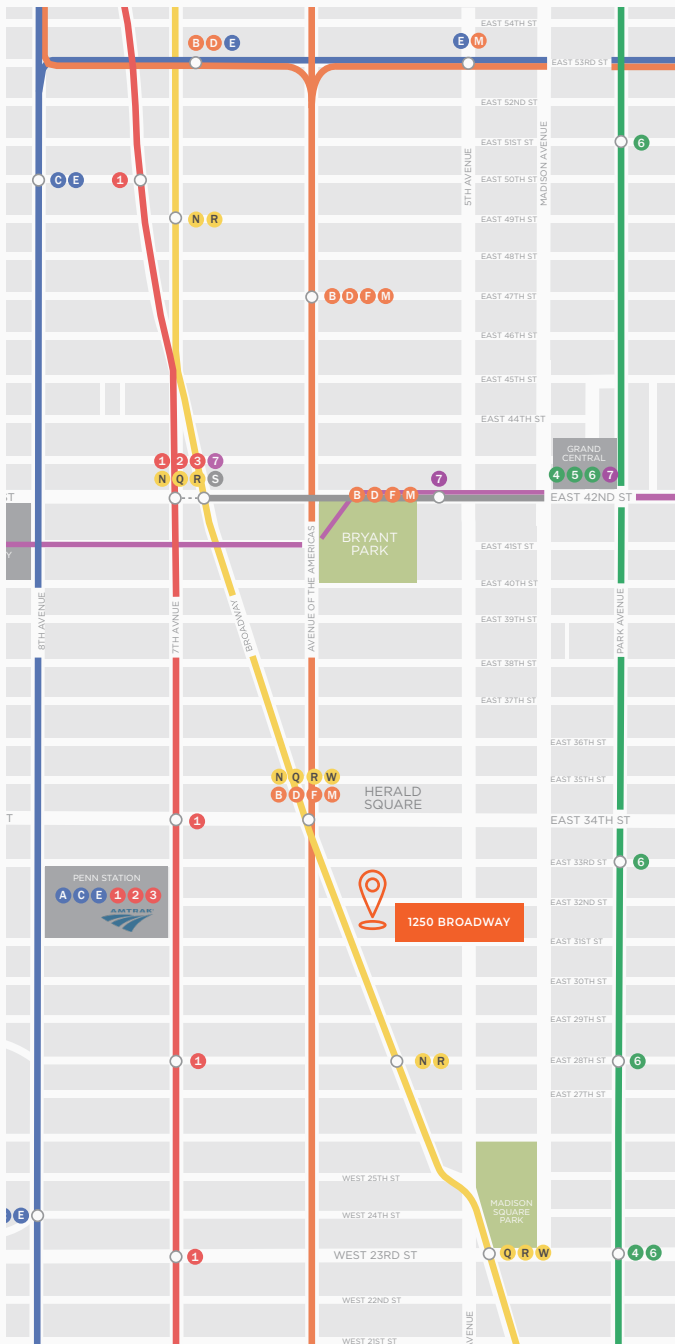 EAST 54TH ST
B D E
E M
EAST 53RD ST
EAST 52ND ST
EAST 51ST ST
6
5TH AVENUE
MADISON AVENUE
C E
1
EAST 50TH ST
N R
EAST 49TH ST
EAST 48TH ST
B D F M
EAST 47TH ST
EAST 46TH ST
EAST 45TH ST
EAST 44TH ST
GRAND
CENTRAL
4 5 6 7
1 2 3 7
N Q R S
7
B D F M
ST
EAST 42ND ST
BRYANT
PARK
Y
EAST 41ST ST
EAST 40TH ST
8TH AVENUE
7TH AVNUE
BROADWAY
AVENUE OF THE AMERICAS
PARK AVENUE
EAST 39TH ST
EAST 38TH ST
EAST 37TH ST
EAST 36TH ST
N Q R W
B D F M
EAST 35TH ST
HERALD
SQUARE
T
1
EAST 34TH ST
EAST 33RD ST
6
PENN STATION
A C E 1 2 3
AMTRAK
EAST 32ND ST
1250 BROADWAY
EAST 31ST ST
EAST 30TH ST
EAST 29TH ST
1
N R
EAST 28TH ST
6
EAST 27TH ST
WEST 25TH ST
MADISON
SQUARE
PARK
E
WEST 24TH ST
1
WEST 23RD ST
Q R W
4 6
WEST 22ND ST
AVENUE
WEST 21ST ST